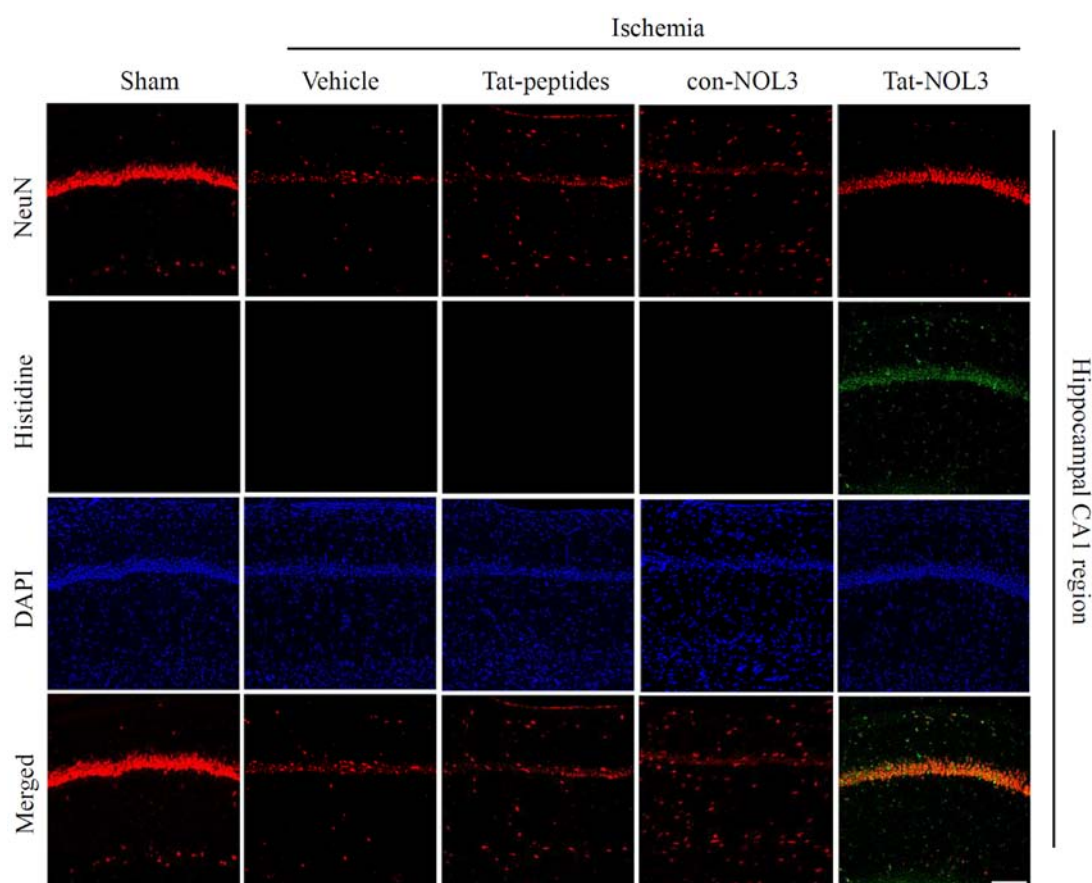 Ischemia
Sham Vehicle Tat-peptides con-NOL3 Tat-NOL3
NeuN
Histidine
DAPI
Merged
Hippocampal CA1 region